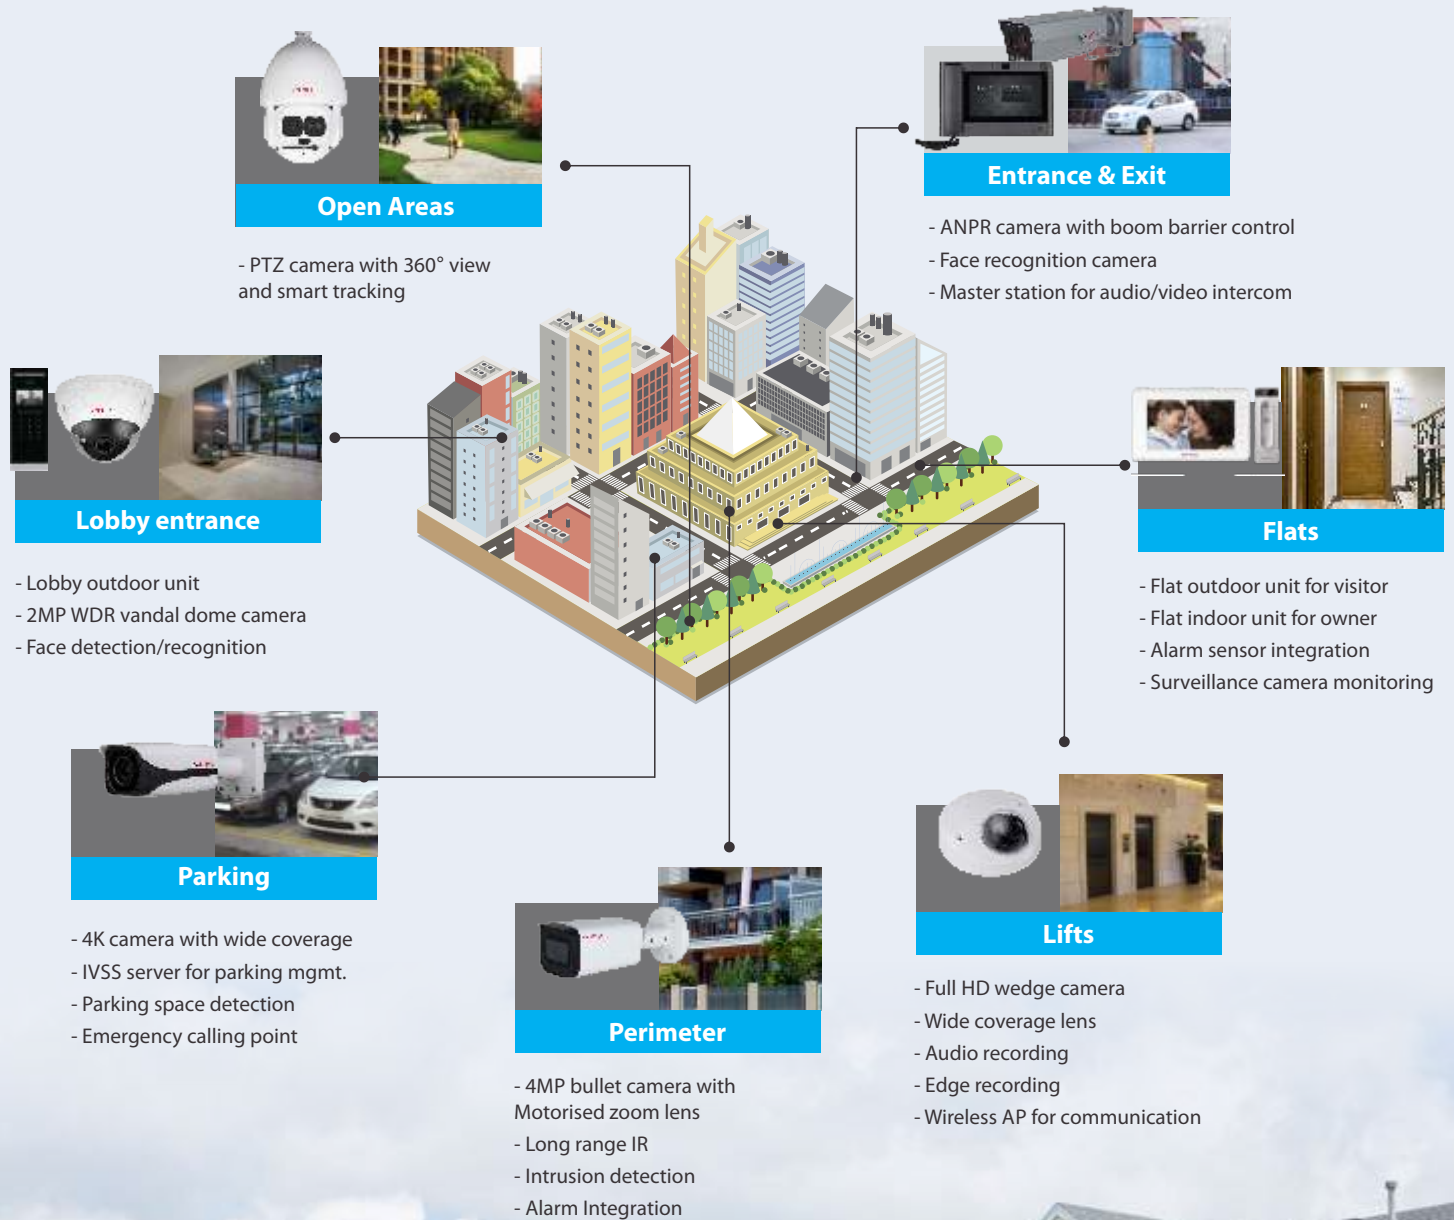 Open Areas
- PTZ camera with 360° view
and smart tracking
Entrance & Exit
- ANPR camera with boom barrier control
- Face recognition camera
- Master station for audio/video intercom
Lobby entrance
- Lobby outdoor unit
- 2MP WDR vandal dome camera
- Face detection/recognition
Flats
- Flat outdoor unit for visitor
- Flat indoor unit for owner
- Alarm sensor integration
- Surveillance camera monitoring
Parking
- 4K camera with wide coverage
- IVSS server for parking mgmt.
- Parking space detection
- Emergency calling point
Perimeter
- 4MP bullet camera with
Motorised zoom lens
- Long range IR
- Intrusion detection
- Alarm Integration
Lifts
- Full HD wedge camera
- Wide coverage lens
- Audio recording
- Edge recording
- Wireless AP for communication